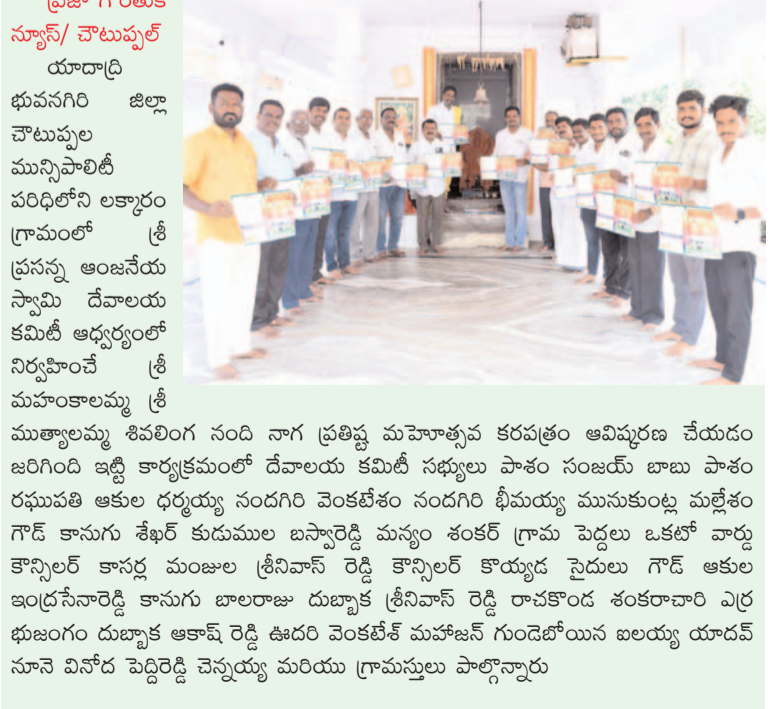 ప్రజా గొంతుక
న్యూస్/ చౌటుప్పల్
యాదాద్రి
భువనగిరి జిల్లా
చౌటుప్పల
మున్సిపాలిటీ
పరిధిలోని లక్కారం
గ్రామంలో శ్రీ
ప్రసన్న ఆంజనేయ
స్వామి దేవాలయ
కమిటీ ఆధ్వర్యంలో
నిర్వహించే శ్రీ
మహంకాలమ్మ శ్రీ
ముత్యాలమ్మ శివలింగ నంది నాగ ప్రతిష్ట మహెూత్సవ కరపత్రం ఆవిష్కరణ చేయడం
జరిగింది ఇట్టి కార్యక్రమంలో దేవాలయ కమిటీ సభ్యులు పాశం సంజయ్ బాబు పాశం
రఘుపతి ఆకుల ధర్మయ్య నందగిరి వెంకటేశం నందగిరి భీమయ్య మునుకుంట్ల మల్లేశం
గౌడ్ కానుగు శేఖర్ కుడుముల బస్వారెడ్డి మన్యం శంకర్ గ్రామ పెద్దలు ఒకటో వార్డు
కౌన్సిలర్ కాసర్ల మంజుల శ్రీనివాస్ రెడ్డి కౌన్సిలర్ కొయ్యడ సైదులు గౌడ్ ఆకుల
ఇంద్రసేనారెడ్డి కానుగు బాలరాజు దుబ్బాక శ్రీనివాస్ రెడ్డి రాచకొండ శంకరాచారి ఎర్ర
భుజంగం దుబ్బాక ఆకాష్ రెడ్డి ఊదరి వెంకటేశ్ మహాజన్ గుండెబోయిన ఐలయ్య యాదవ్
నూనె వినోద పెద్దిరెడ్డి చెన్నయ్య మరియు గ్రామస్తులు పాల్గొన్నారు